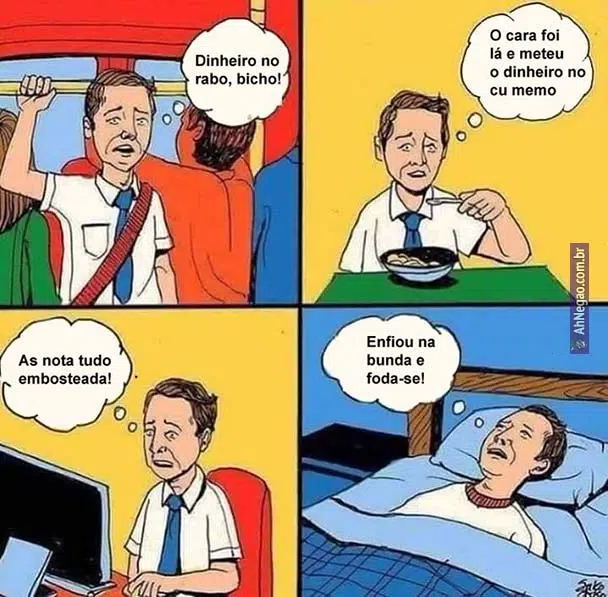 Dinheiro no
rabo, bicho!
O cara foi
lá e meteu
o dinheiro no
cu memo
AhNegao.com.br
As nota tudo
embosteada!
Enfiou na
bunda e
foda-se!